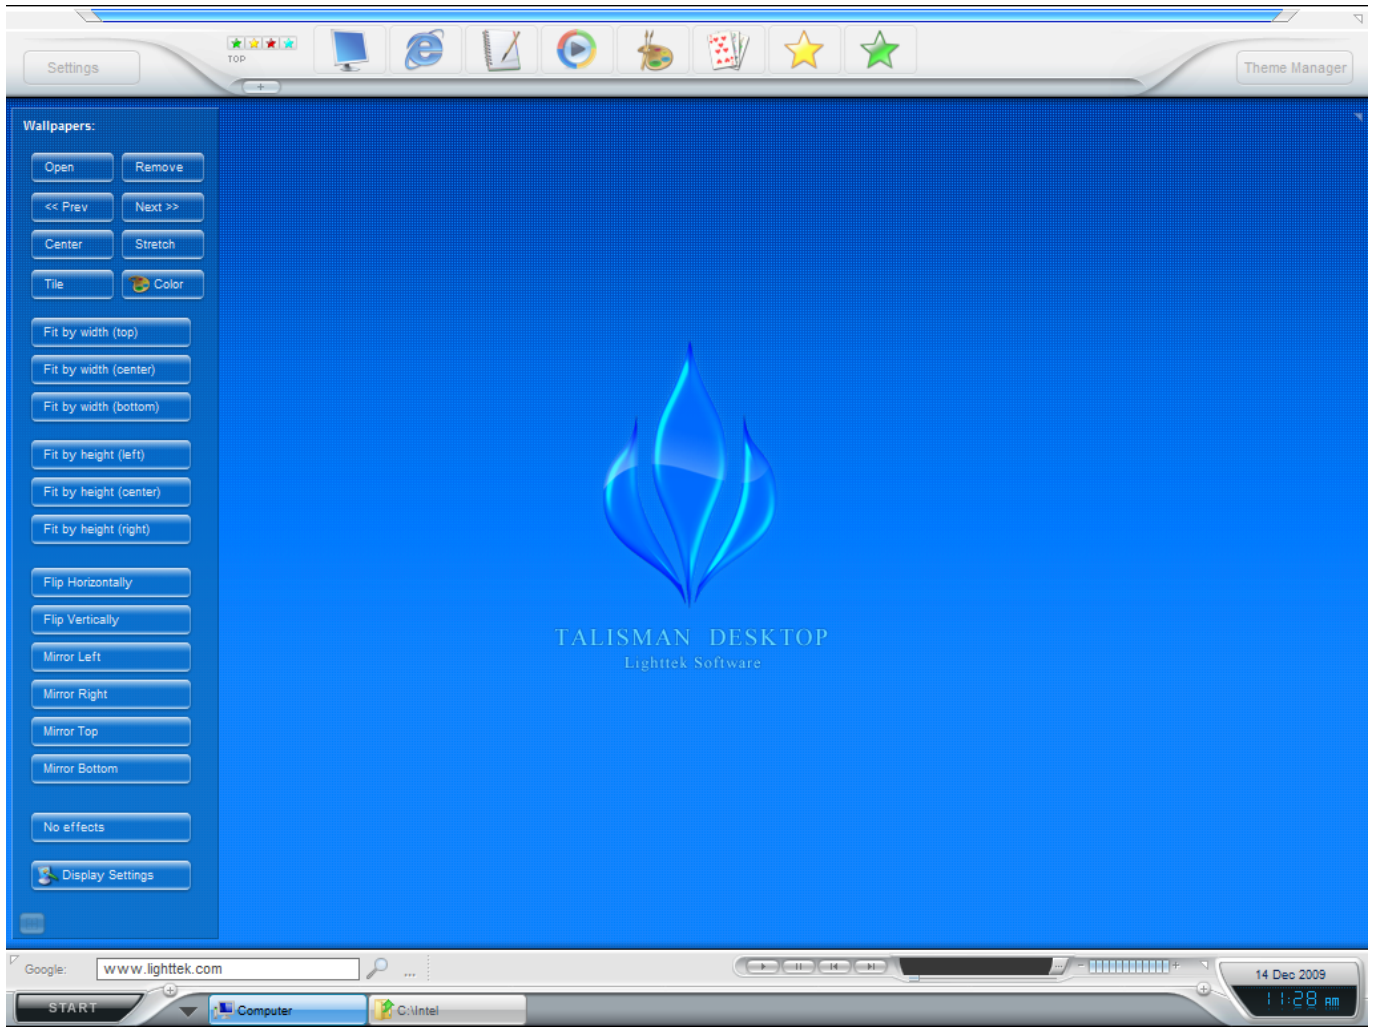 Settings
TOP
+
Theme Manager
Wallpapers:
Open Remove
<< Prev Next >>
Center Stretch
Tile Color
Fit by width (top)
Fit by width (center)
Fit by width (bottom)
Fit by height (left)
Fit by height (center)
Fit by height (right)
Flip Horizontally
Flip Vertically
Mirror Left
Mirror Right
Mirror Top
Mirror Bottom
No effects
Display Settings
TALISMAN DESKTOP
Lighttek Software
Google: www.lighttek.com ...
14 Dec 2009
START Computer C:\Intel
11:28 AM